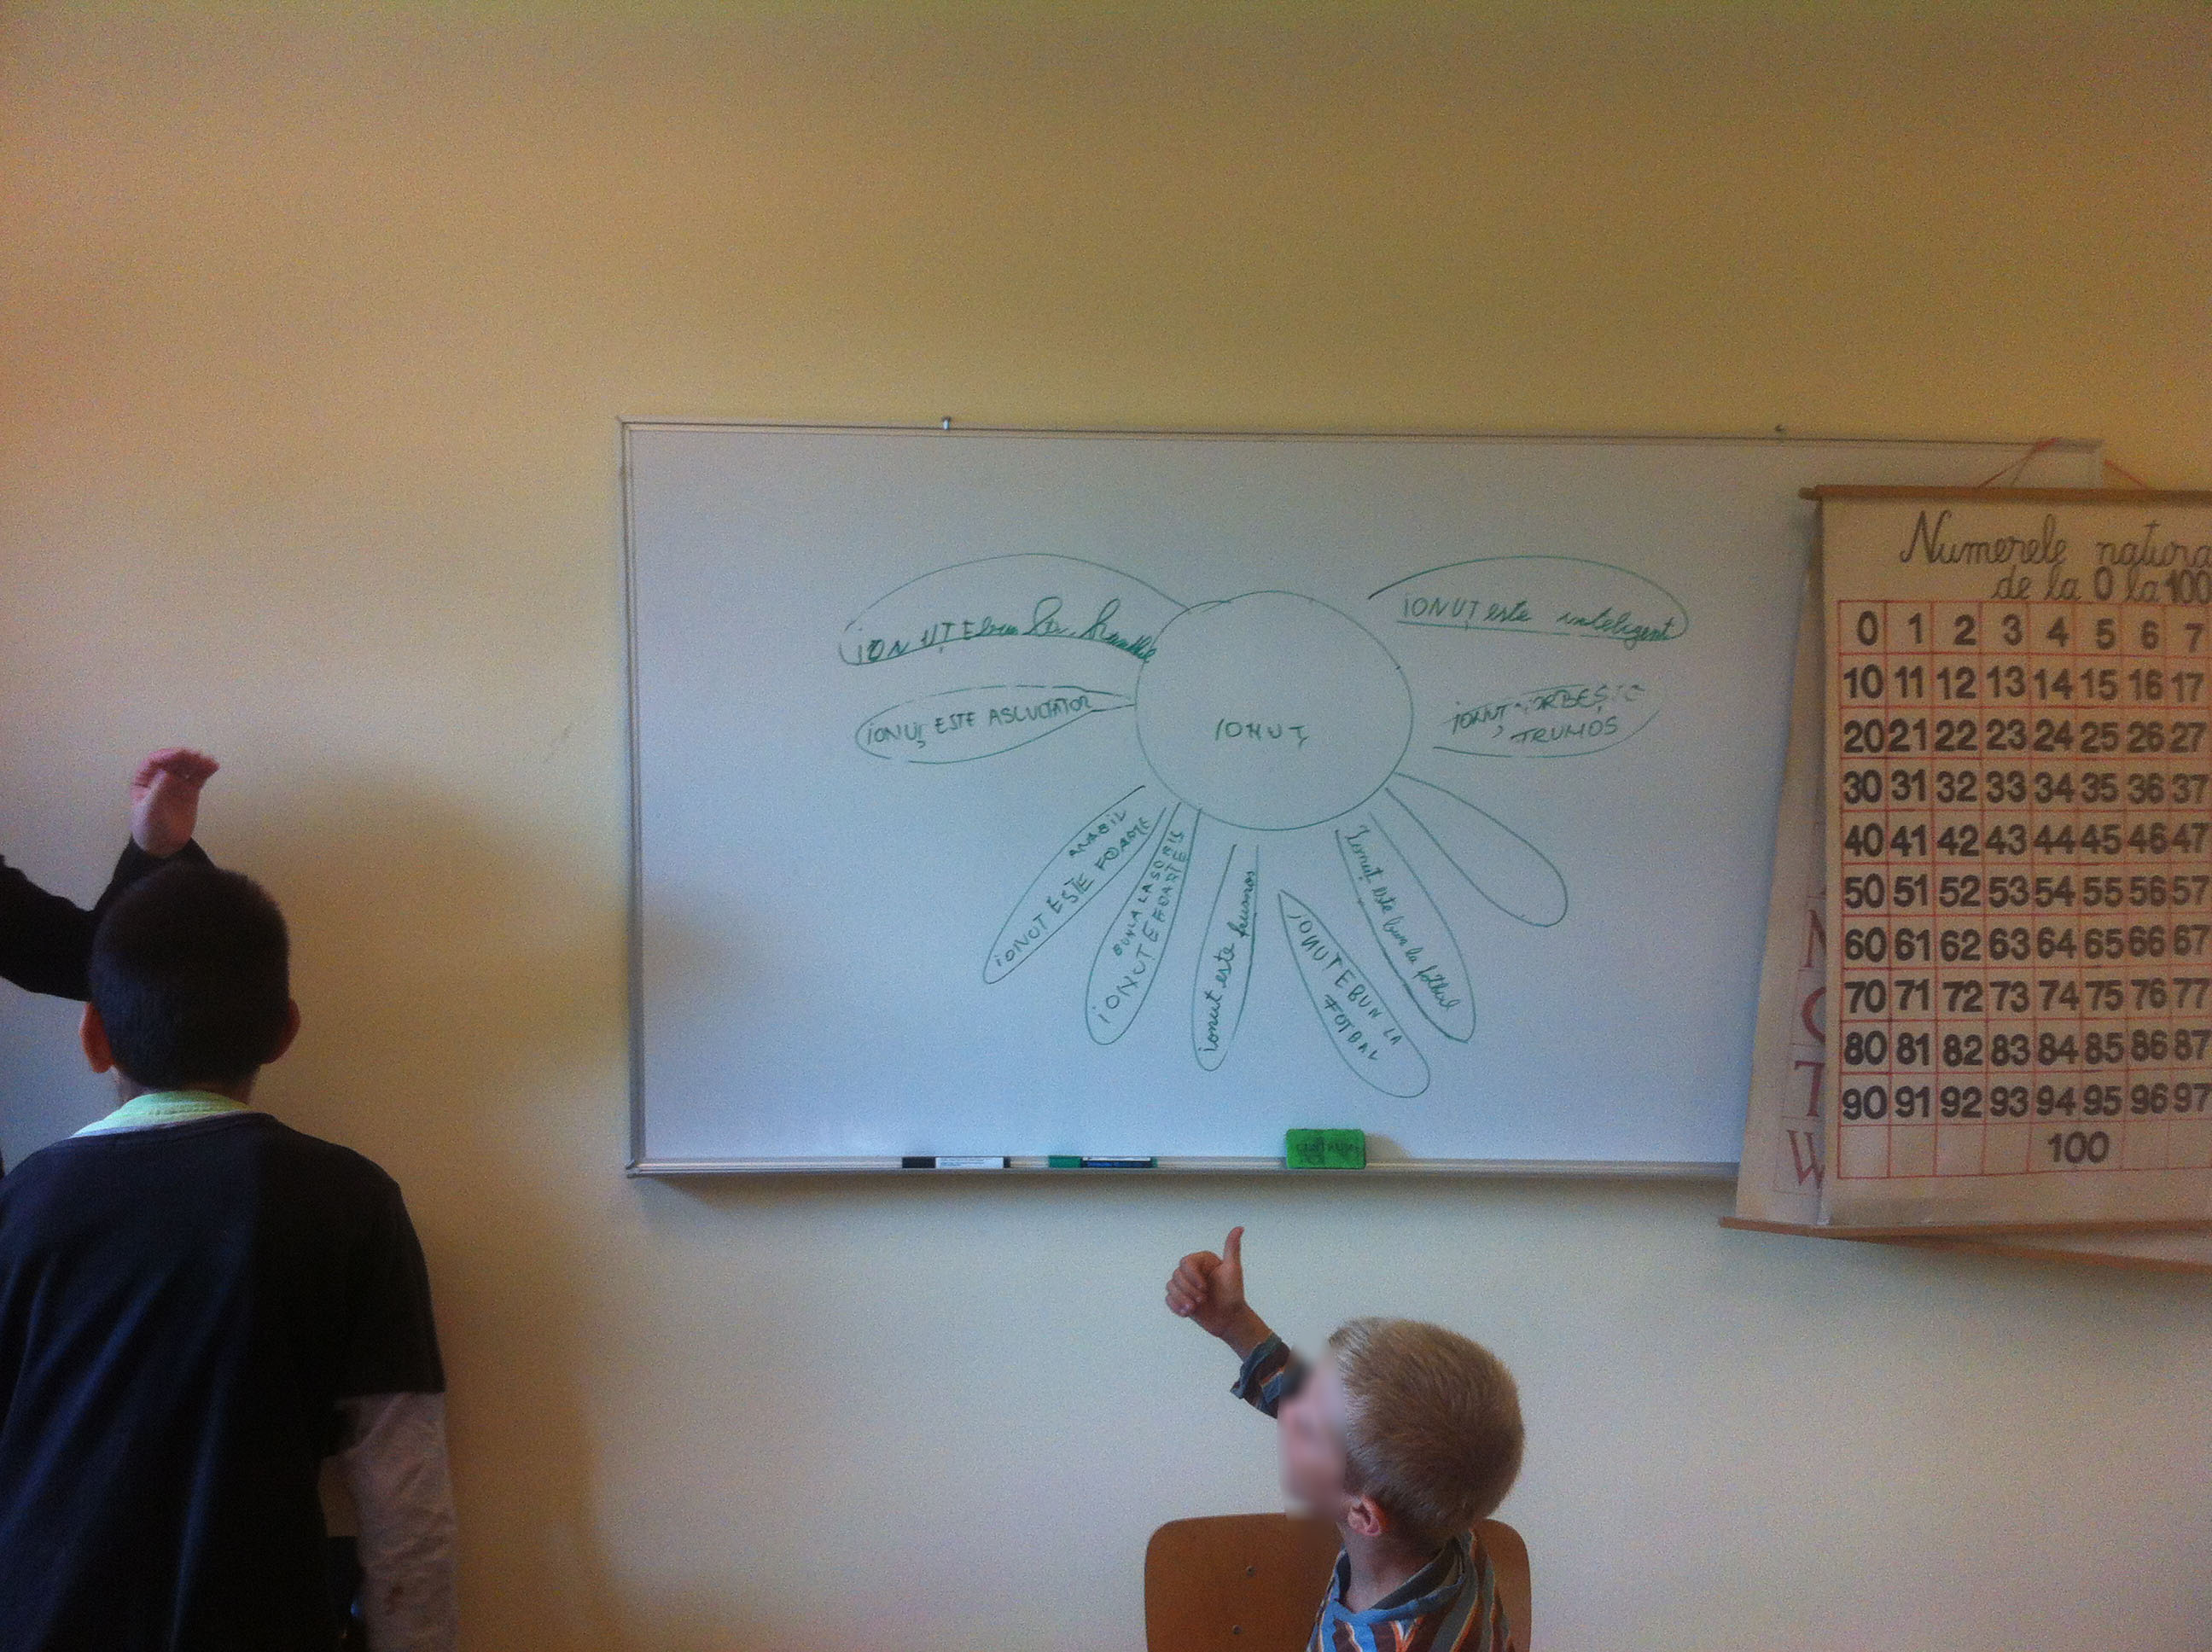 IONUȚ E bun la
IONUȚ este inteligent
IONUȚ ESTE ASCULTATOR
IONUȚ
IONUȚ VORBEȘTE
FRUMOS
AMABIL
IONUT ESTE FOARTE
BUN LA LA SCRIS
IONUT E FOARTE
ionut este frumos
IONUT E BUN LA
FOTBAL
Ionuț este bun la fotbal
Numerele natura
de la 0 la 100
0 1 2 3 4 5 6 7
10 11 12 13 14 15 16 17
20 21 22 23 24 25 26 27
30 31 32 33 34 35 36 37
40 41 42 43 44 45 46 47
50 51 52 53 54 55 56 57
60 61 62 63 64 65 66 67
70 71 72 73 74 75 76 77
80 81 82 83 84 85 86 87
90 91 92 93 94 95 96 97
100
T
W